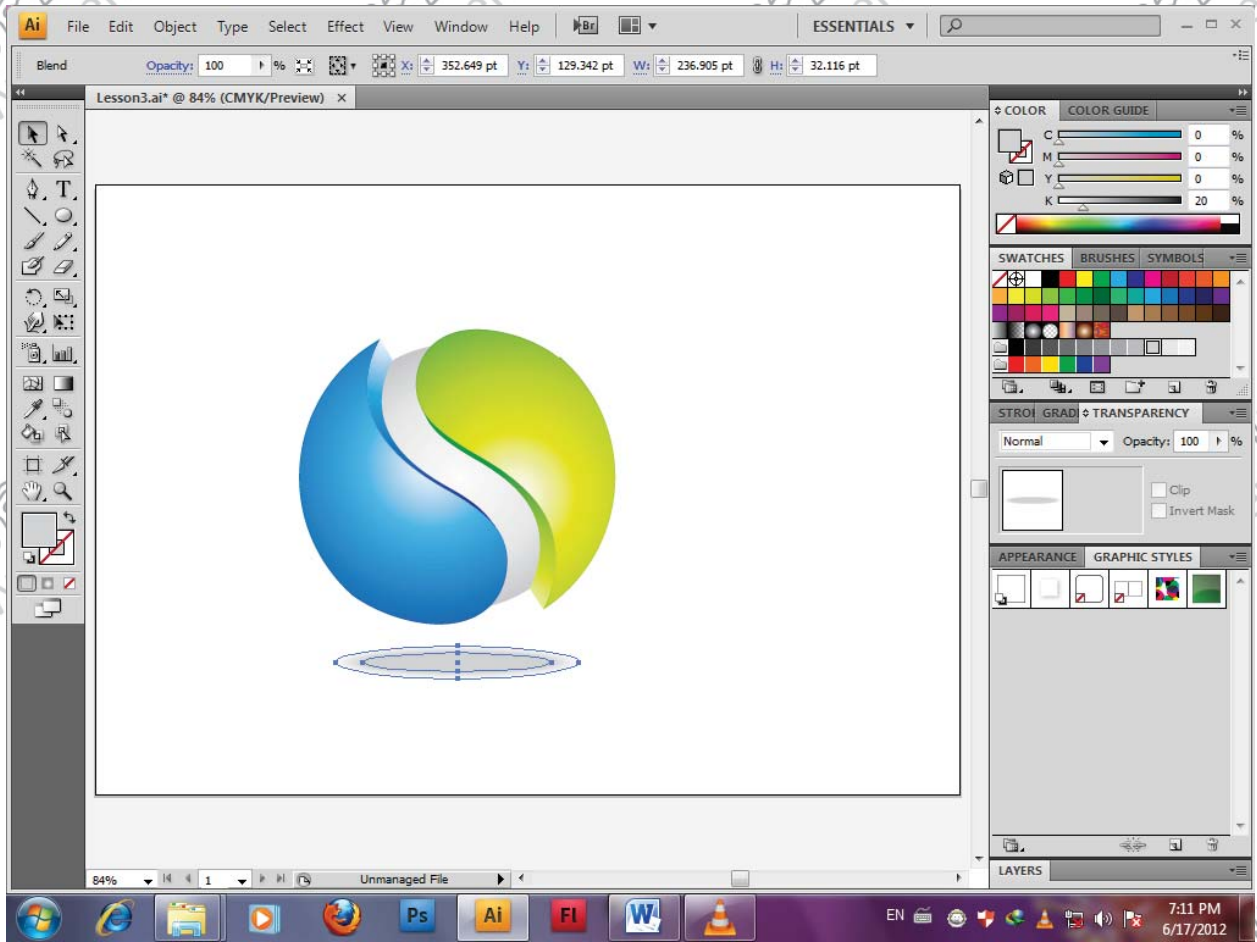 Ai File Edit Object Type Select Effect View Window Help Br ESSENTIALS
Blend Opacity: 100 % X: 352.649 pt Y: 129.342 pt W: 236.905 pt H: 32.116 pt
Lesson3.ai* @ 84% (CMYK/Preview) ×
COLOR COLOR GUIDE
C 0 %
M 0 %
Y 0 %
K 20 %
SWATCHES BRUSHES SYMBOLS
STROI GRADI TRANSPARENCY
Normal Opacity: 100 %
Clip
Invert Mask
APPEARANCE GRAPHIC STYLES
LAYERS
84% 1 Unmanaged File
Ps Ai Fl W EN 7:11 PM
6/17/2012